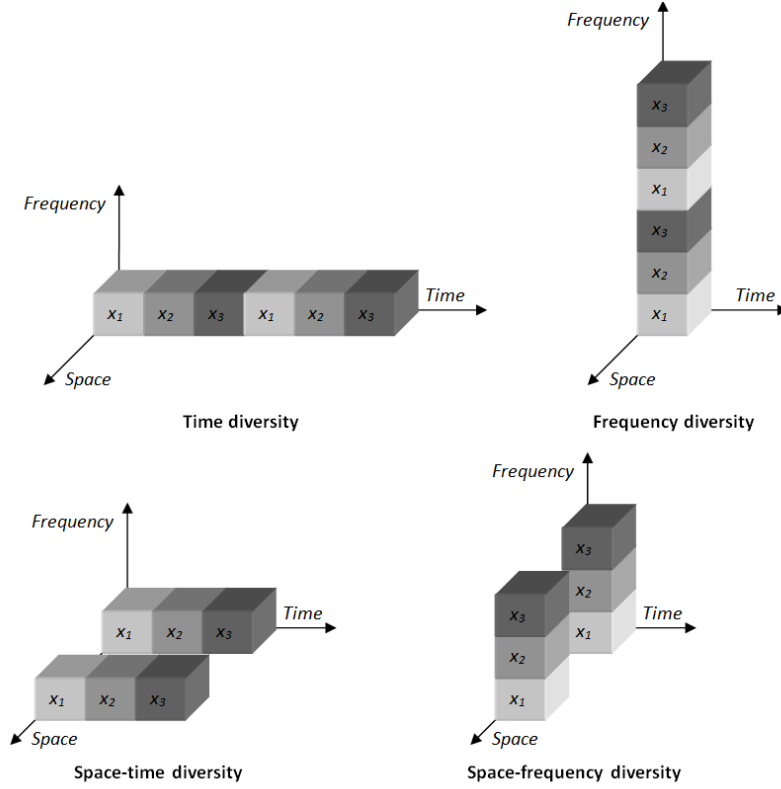 Frequency
x₁ x₂ x₃ x₁ x₂ x₃
Time
Space
Time diversity
Frequency
x₃
x₂
x₁
x₃
x₂
x₁
Time
Space
Frequency diversity
Frequency
x₁ x₂ x₃
Time
x₁ x₂ x₃
Space
Space-time diversity
Frequency
x₃
x₂
x₁
Time
x₃
x₂
x₁
Space
Space-frequency diversity